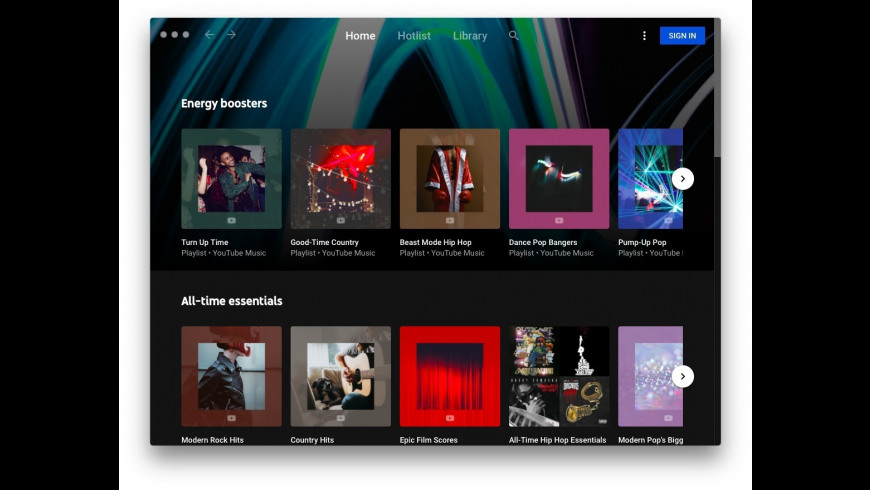 Home Hotlist Library SIGN IN
Energy boosters
Turn Up Time Good-Time Country Beast Mode Hip Hop Dance Pop Bangers Pump-Up Pop
Playlist • YouTube Music Playlist • YouTube Music Playlist • YouTube Music Playlist • YouTube Music Playlist • YouTube
All-time essentials
Modern Rock Hits Country Hits Epic Film Scores All-Time Hip Hop Essentials Modern Pop's Bigg